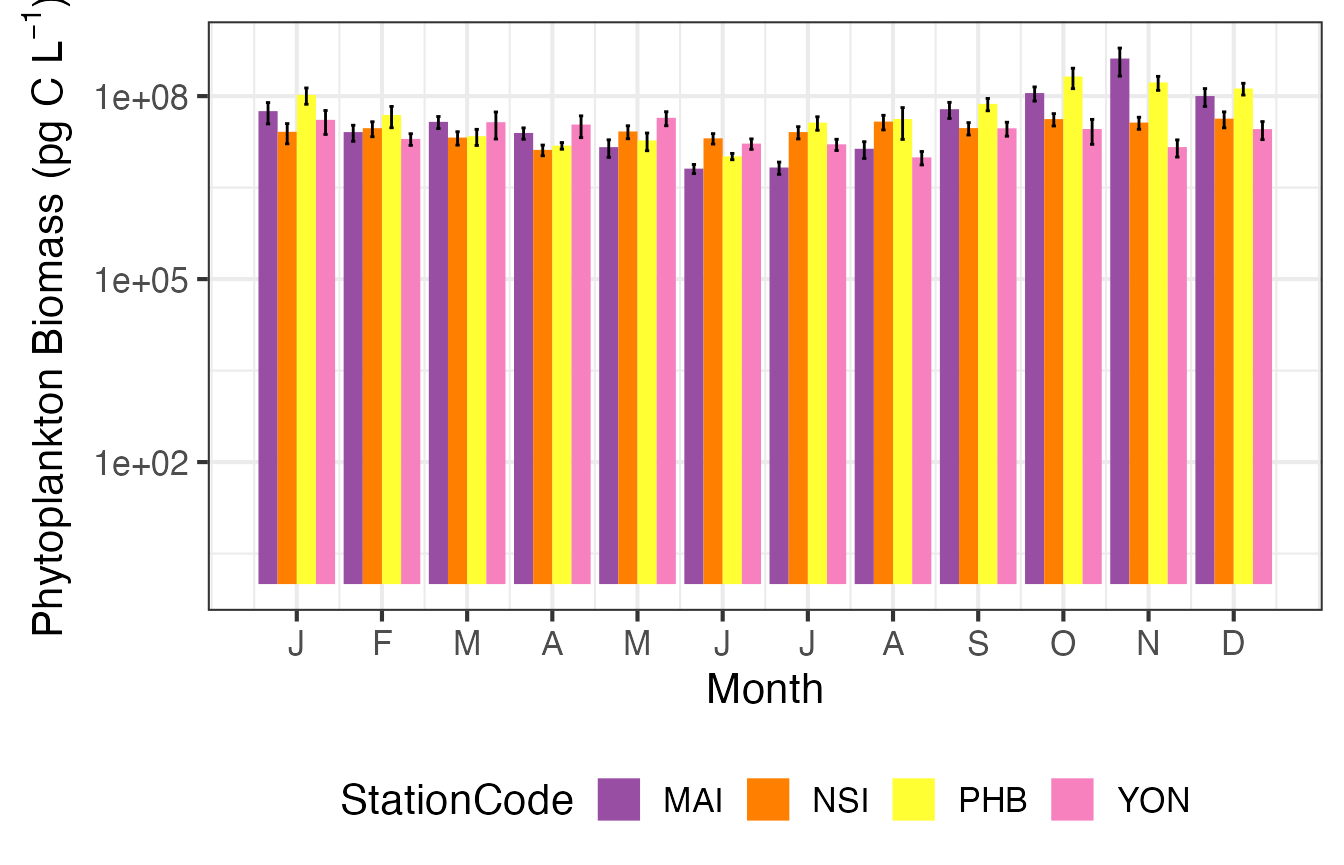 Phytoplankton Biomass (pg C L⁻¹)
1e+08
1e+05
1e+02
J F M A M J J A S O N D
Month
StationCode MAI NSI PHB YON